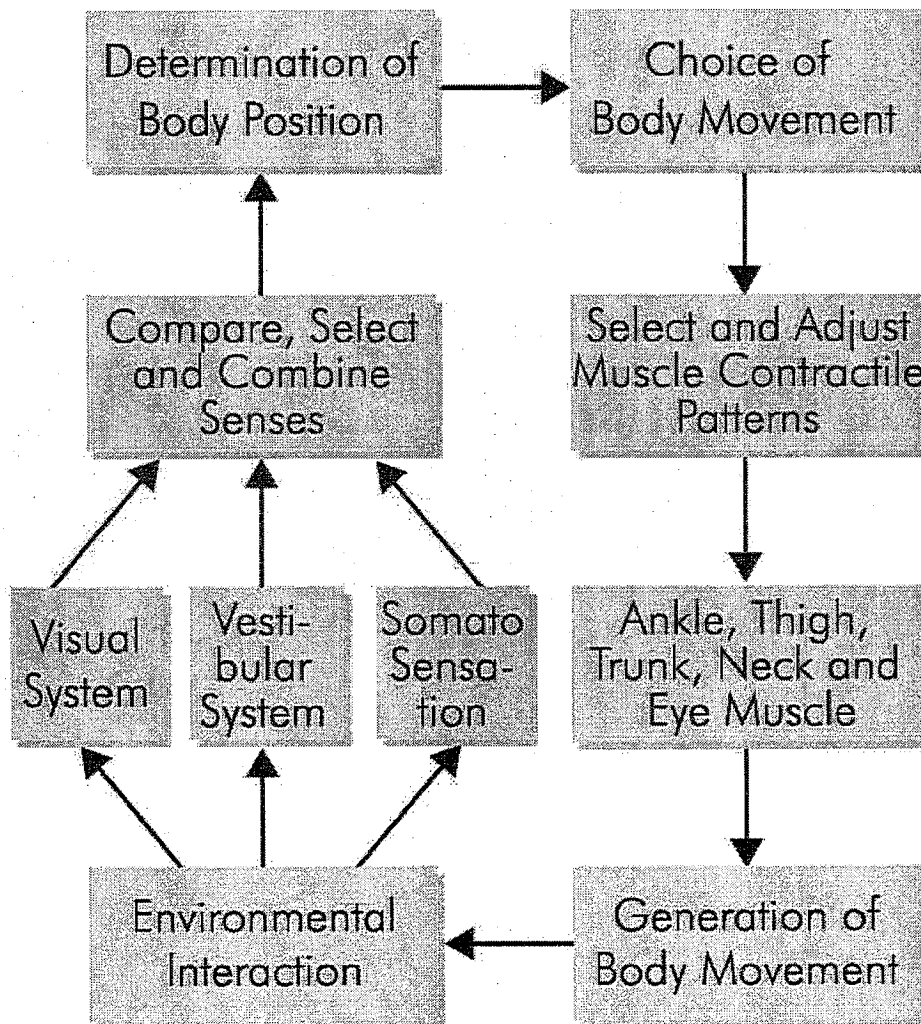 Determination of
Body Position
Choice of
Body Movement
Compare, Select
and Combine
Senses
Select and Adjust
Muscle Contractile
Patterns
Visual
System
Vesti-
bular
System
Somato
Sensa-
tion
Ankle, Thigh,
Trunk, Neck and
Eye Muscle
Environmental
Interaction
Generation of
Body Movement